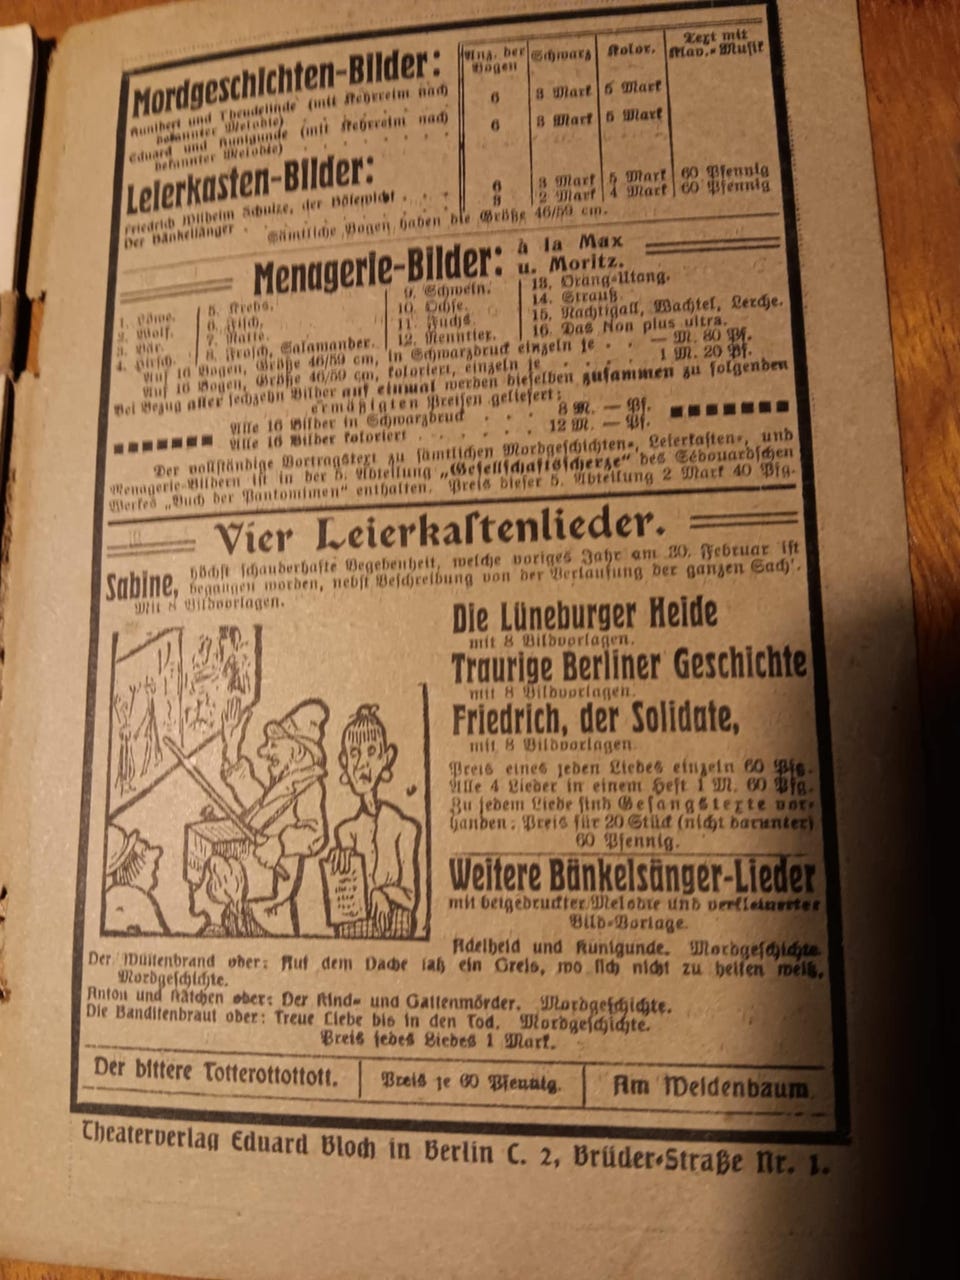 Mordgeschichten-Bilder:
Anz. der Bogen
Schwarz
Kolor.
Text mit Klav.-Musik
Kunibert und Theudelinde (mit Kehrreim nach
bekannter Melodie) . . . . . 6 3 Mark 5 Mark
Eduard und Kunigunde (mit Kehrreim nach
bekannter Melodie) . . . . . 6 3 Mark 5 Mark
Leierkasten-Bilder:
Friedrich Wilhelm Schulze, der Bösewicht . . . 6 3 Mark 5 Mark 60 Pfennig
Der Bänkelsänger . . . 2 Mark 4 Mark 60 Pfennig
Sämtliche Bogen haben die Größe 46/59 cm.
Menagerie-Bilder: à la Max
u. Moritz.
1. Löwe.
2. Wolf.
3. Bär.
4. Hirsch.
5. Krebs.
6. Fisch.
7. Katze.
8. Frosch, Salamander.
9. Schwein.
10. Ochse.
11. Fuchs.
12. Renntier.
13. Orang-Utang.
14. Strauß.
15. Nachtigall, Wachtel, Lerche.
16. Das Non plus ultra.
Auf 16 Bogen, Größe 46/59 cm, in Schwarzdruck einzeln je . . — M. 80 Pf.
Auf 16 Bogen, Größe 46/59 cm, koloriert, einzeln je . . . . . 1 M. 20 Pf.
Bei Bezug aller sechzehn Bilder auf einmal werden dieselben zusammen zu folgenden
ermäßigten Preisen geliefert:
Alle 16 Bilder in Schwarzdruck . . . . 8 M. — Pf.
Alle 16 Bilder koloriert . . . . . . . 12 M. — Pf.
Der vollständige Vortragstext zu sämtlichen Mordgeschichten-, Leierkasten-, und
Menagerie-Bildern ist in der 5. Abteilung „Gesellschaftsscherze“ des
Werkes „Buch der Pantomimen“ enthalten. Preis dieser 5. Abteilung 2 Mark 40 Pfg.
Vier Leierkastenlieder.
Sabine, höchst schauderhafte Begebenheit, welche voriges Jahr am 30. Februar ist
begangen worden, nebst Beschreibung von der Verlausung der ganzen Sach'.
Mit 8 Bildvorlagen.
Die Lüneburger Heide
mit 8 Bildvorlagen.
Traurige Berliner Geschichte
mit 8 Bildvorlagen.
Friedrich, der Solidate,
mit 8 Bildvorlagen
Preis eines jeden Liedes einzeln 60 Pfg.
Alle 4 Lieder in einem Heft 1 M. 60 Pfg.
Zu jedem Liede sind Gesangstexte vor-
handen: Preis für 20 Stück (nicht darunter)
60 Pfennig.
Weitere Bänkelsänger-Lieder
mit beigedruckter Melodie und verkleinerter
Bild-Vorlage.
Adelheid und Kunigunde. Mordgeschichte.
Der Mühlenbrand oder: Auf dem Dache saß ein Greis, wo sich nicht zu helfen weiß.
Mordgeschichte.
Anton und Kätchen oder: Der Kind- und Gattenmörder. Mordgeschichte.
Die Banditenbraut oder: Treue Liebe bis in den Tod. Mordgeschichte.
Preis jedes Liedes 1 Mark.
Der bittere Totterottottott.
Preis je 60 Pfennig.
Am Weidenbaum.
Theaterverlag Eduard Bloch in Berlin C. 2, Brüder-Straße Nr. 1.